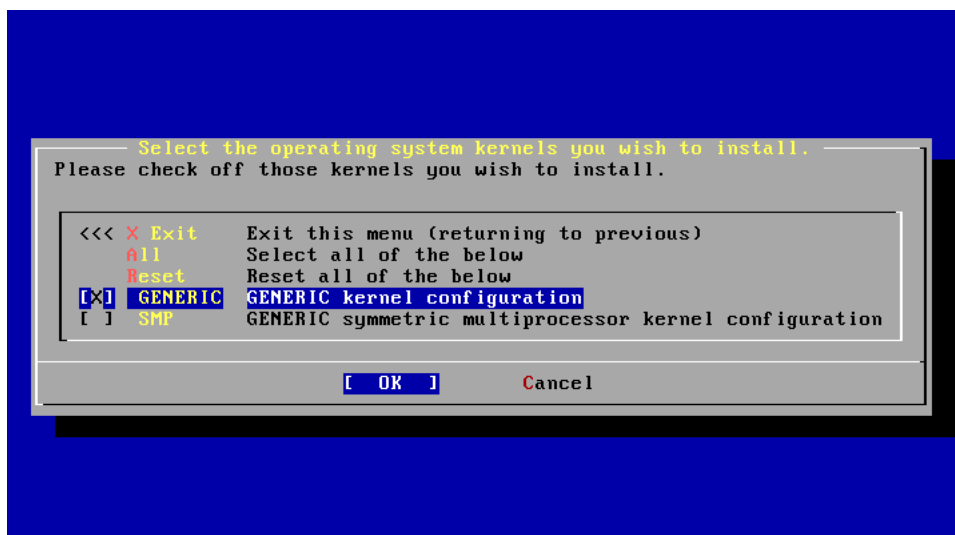 Select the operating system kernels you wish to install.
Please check off those kernels you wish to install.
<<< X Exit Exit this menu (returning to previous)
All Select all of the below
Reset Reset all of the below
[X] GENERIC GENERIC kernel configuration
[ ] SMP GENERIC symmetric multiprocessor kernel configuration
[ OK ] Cancel